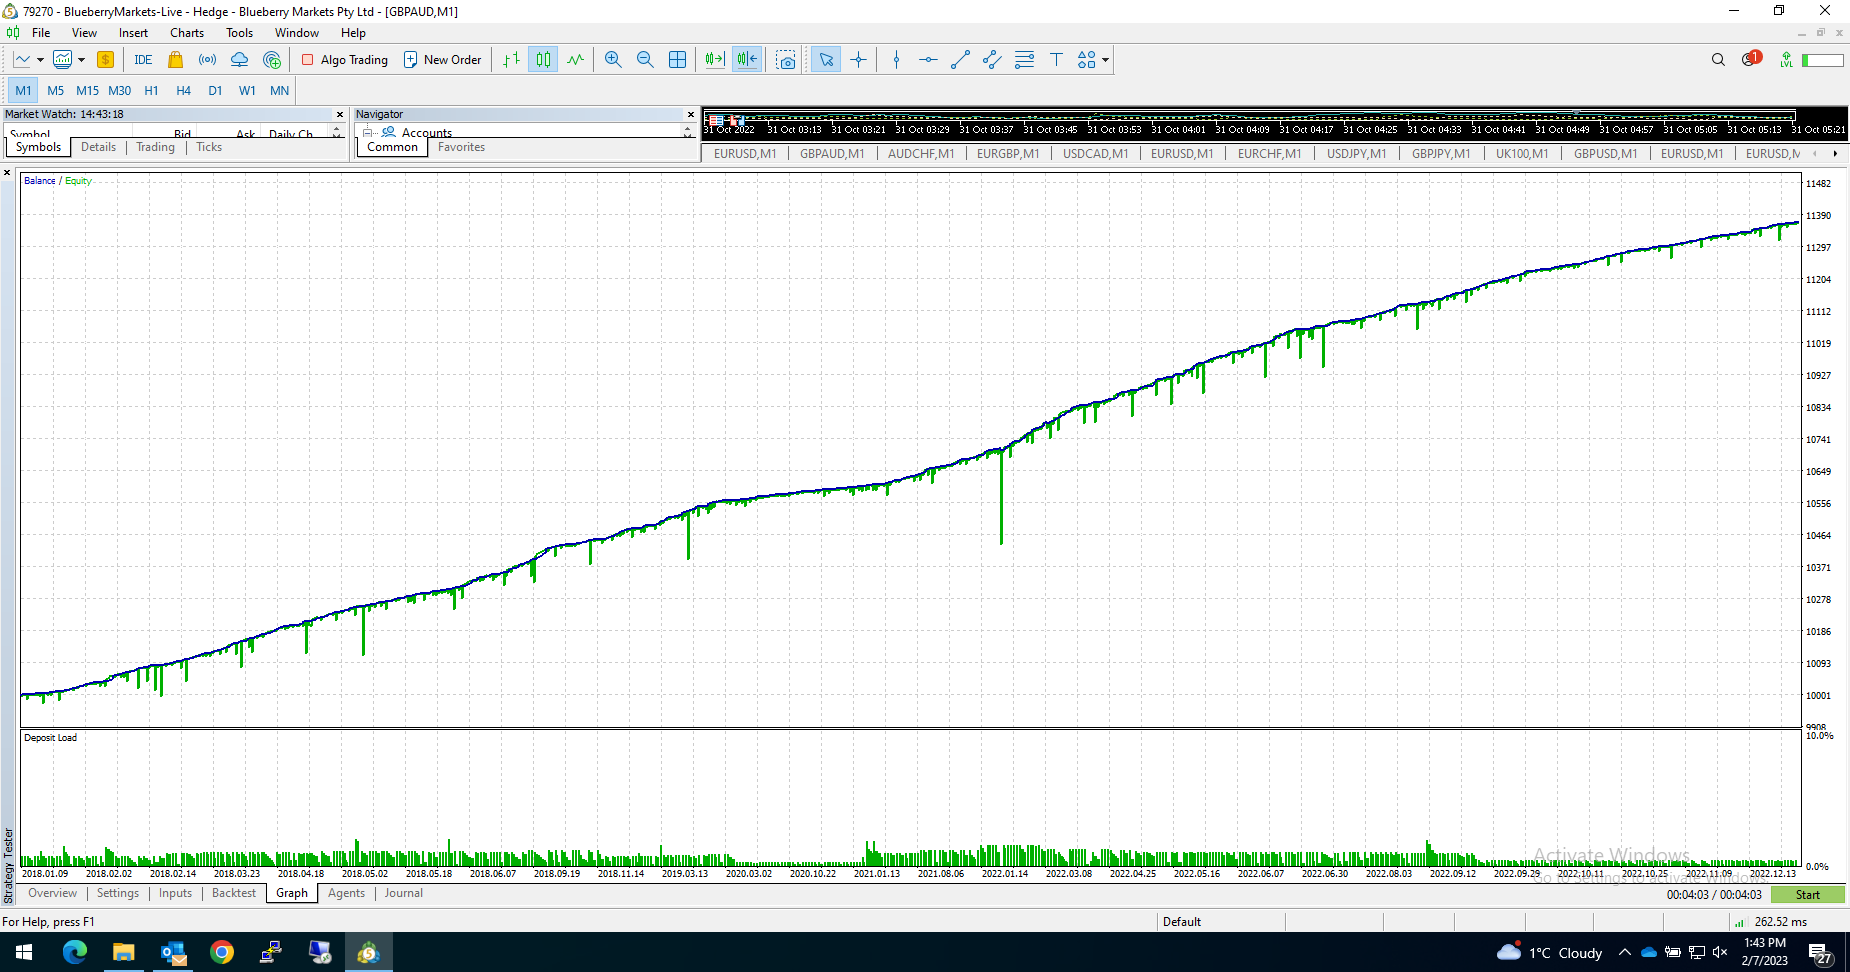 79270 - BlueberryMarkets-Live - Hedge - Blueberry Markets Pty Ltd - [GBPAUD,M1]
File View Insert Charts Tools Window Help
IDE Algo Trading New Order 1 LVL
M1 M5 M15 M30 H1 H4 D1 W1 MN
Market Watch: 14:43:18
Symbol Bid Ask Daily Ch...
Symbols Details Trading Ticks
Navigator
Accounts
Common Favorites
31 Oct 2022 31 Oct 03:13 31 Oct 03:21 31 Oct 03:29 31 Oct 03:37 31 Oct 03:45 31 Oct 03:53 31 Oct 04:01 31 Oct 04:09 31 Oct 04:17 31 Oct 04:25 31 Oct 04:33 31 Oct 04:41 31 Oct 04:49 31 Oct 04:57 31 Oct 05:05 31 Oct 05:13 31 Oct 05:21
EURUSD,M1 GBPAUD,M1 AUDCHF,M1 EURGBP,M1 USDCAD,M1 EURUSD,M1 EURCHF,M1 USDJPY,M1 GBPJPY,M1 UK100,M1 GBPUSD,M1 EURUSD,M1 EURUSD,M
Balance / Equity
11482
11390
11297
11204
11112
11019
10927
10834
10741
10649
10556
10464
10371
10278
10186
10093
10001
9908
Deposit Load
10.0%
0.0%
2018.01.09 2018.02.02 2018.02.14 2018.03.23 2018.04.18 2018.05.02 2018.05.18 2018.06.07 2018.09.19 2018.11.14 2019.03.13 2020.03.02 2020.10.22 2021.01.13 2021.08.06 2022.01.14 2022.03.08 2022.04.25 2022.05.16 2022.06.07 2022.06.30 2022.08.03 2022.09.12 2022.09.29 2022.10.11 2022.10.25 2022.11.09 2022.12.13
Activate Windows
Go to Settings to activate Windows.
Strategy Tester
Overview Settings Inputs Backtest Graph Agents Journal
00:04:03 / 00:04:03 Start
For Help, press F1 Default 262.52 ms
1°C Cloudy
1:43 PM
2/7/2023
27